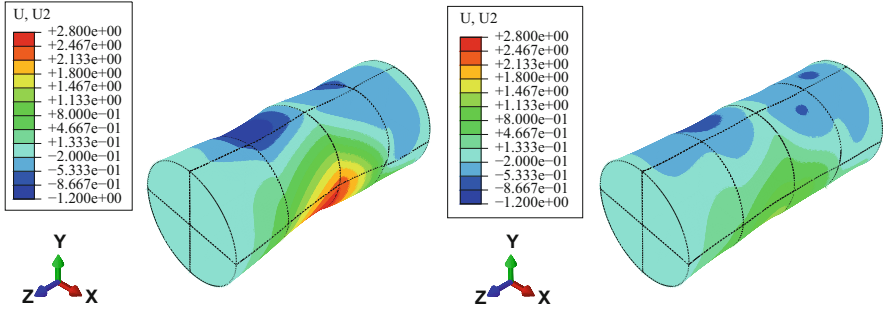 U, U2
+2.800e+00
+2.467e+00
+2.133e+00
+1.800e+00
+1.467e+00
+1.133e+00
+8.000e−01
+4.667e−01
+1.333e−01
−2.000e−01
−5.333e−01
−8.667e−01
−1.200e+00
Y
Z
X
U, U2
+2.800e+00
+2.467e+00
+2.133e+00
+1.800e+00
+1.467e+00
+1.133e+00
+8.000e−01
+4.667e−01
+1.333e−01
−2.000e−01
−5.333e−01
−8.667e−01
−1.200e+00
Y
Z
X